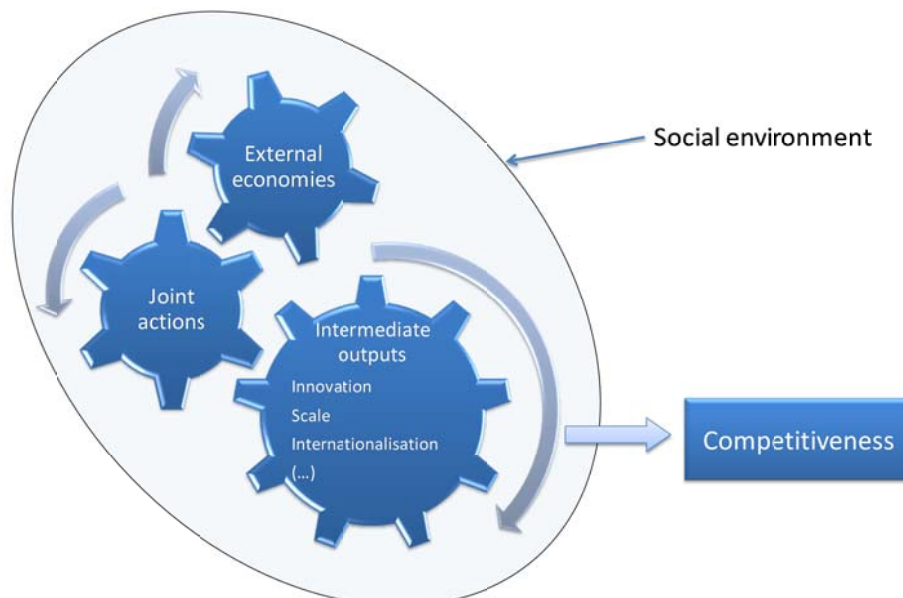 External
economies
Social environment
Joint
actions
Intermediate
outputs
Innovation
Scale
Internationalisation
(...)
Competitiveness